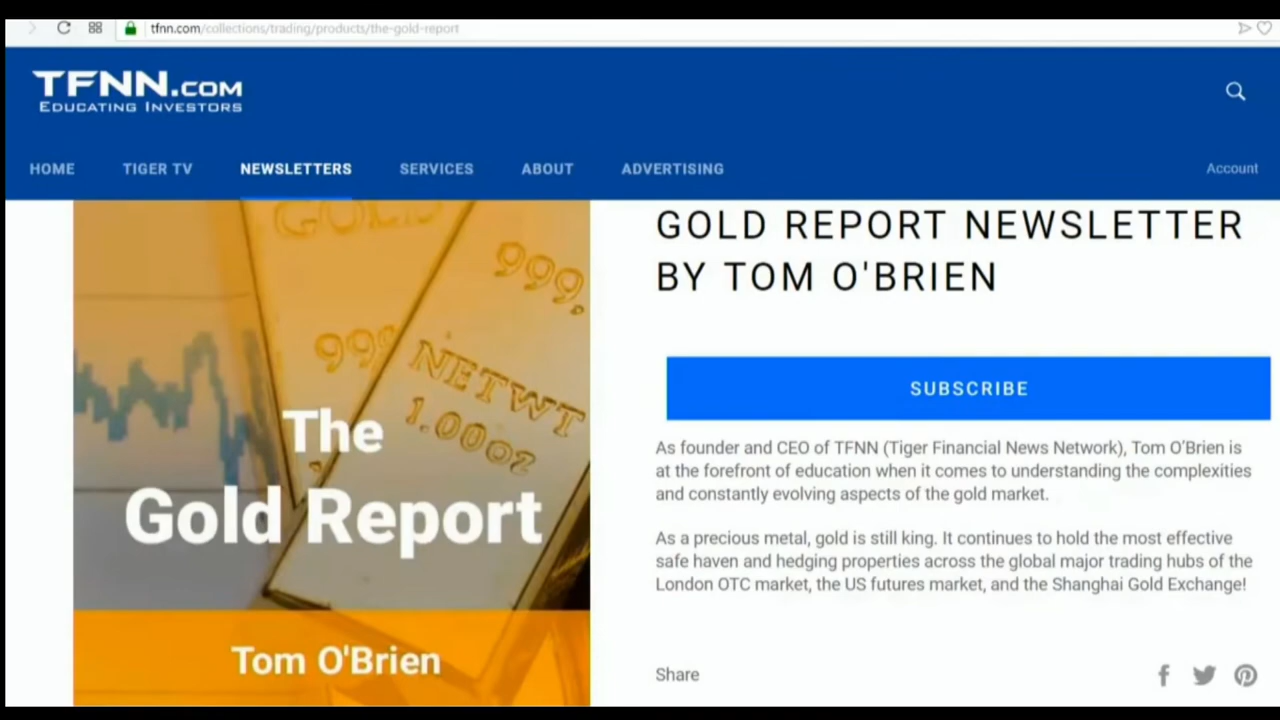 tfnn.com/collections/trading/products/the-gold-report
TFNN.COM
EDUCATING INVESTORS
HOME
TIGER TV
NEWSLETTERS
SERVICES
ABOUT
ADVERTISING
Account
GOLD
999,
999
NETWT
1.00oz
The
Gold Report
Tom O'Brien
GOLD REPORT NEWSLETTER
BY TOM O'BRIEN
SUBSCRIBE
As founder and CEO of TFNN (Tiger Financial News Network), Tom O'Brien is
at the forefront of education when it comes to understanding the complexities
and constantly evolving aspects of the gold market.
As a precious metal, gold is still king. It continues to hold the most effective
safe haven and hedging properties across the global major trading hubs of the
London OTC market, the US futures market, and the Shanghai Gold Exchange!
Share